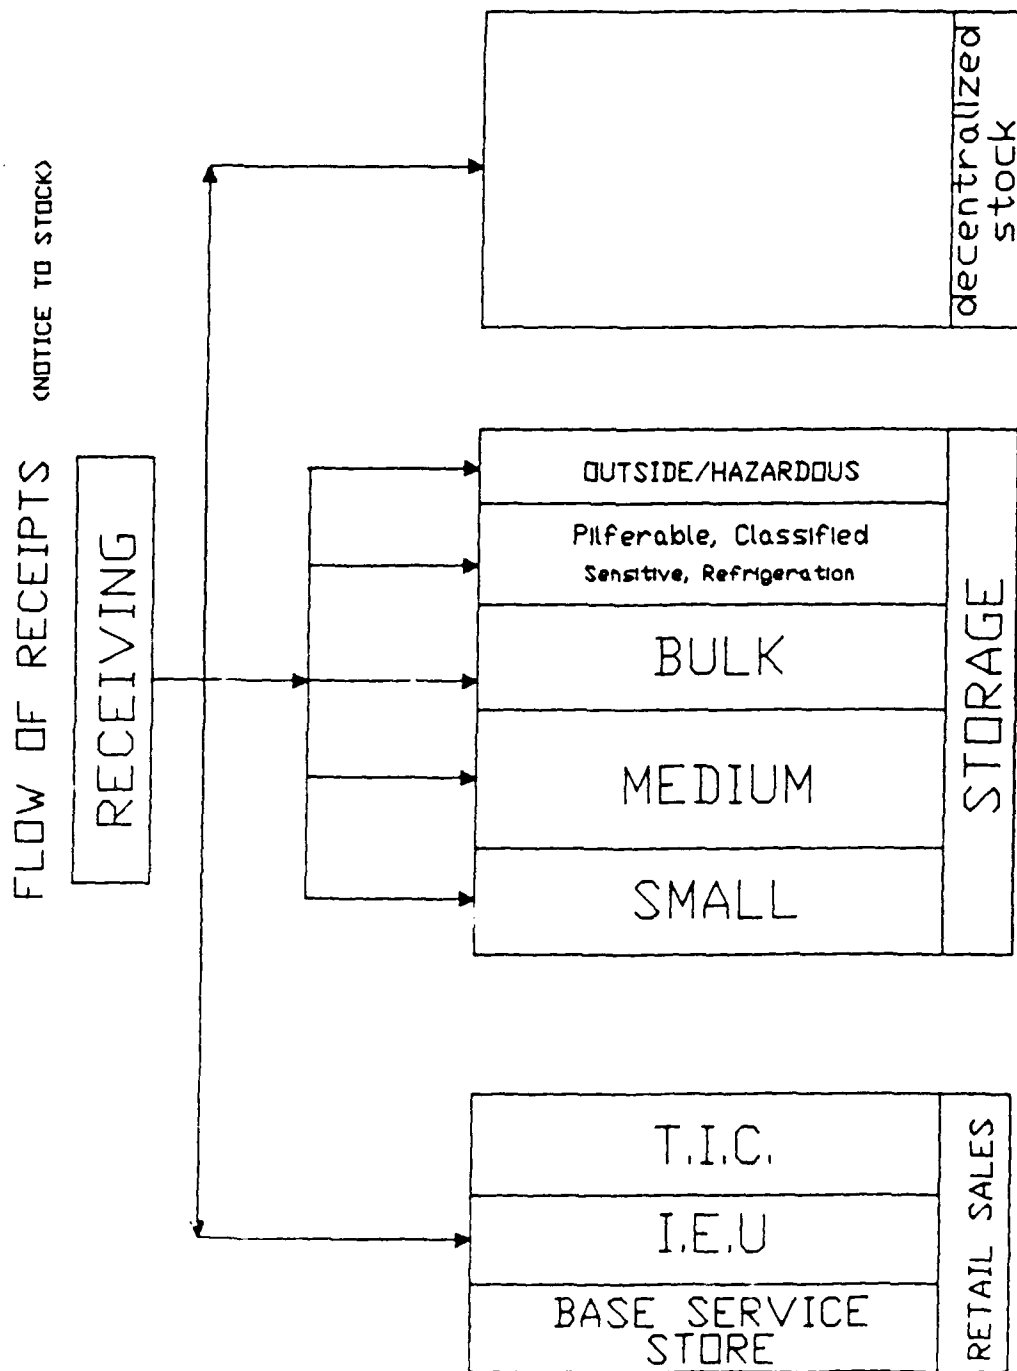 FLOW OF RECEIPTS (NOTICE TO STOCK)
RECEIVING
decentralized
stock
OUTSIDE/HAZARDOUS
Pilferable, Classified
Sensitive, Refrigeration
BULK
MEDIUM
SMALL
STORAGE
T.I.C.
I.E.U
BASE SERVICE
STORE
RETAIL SALES